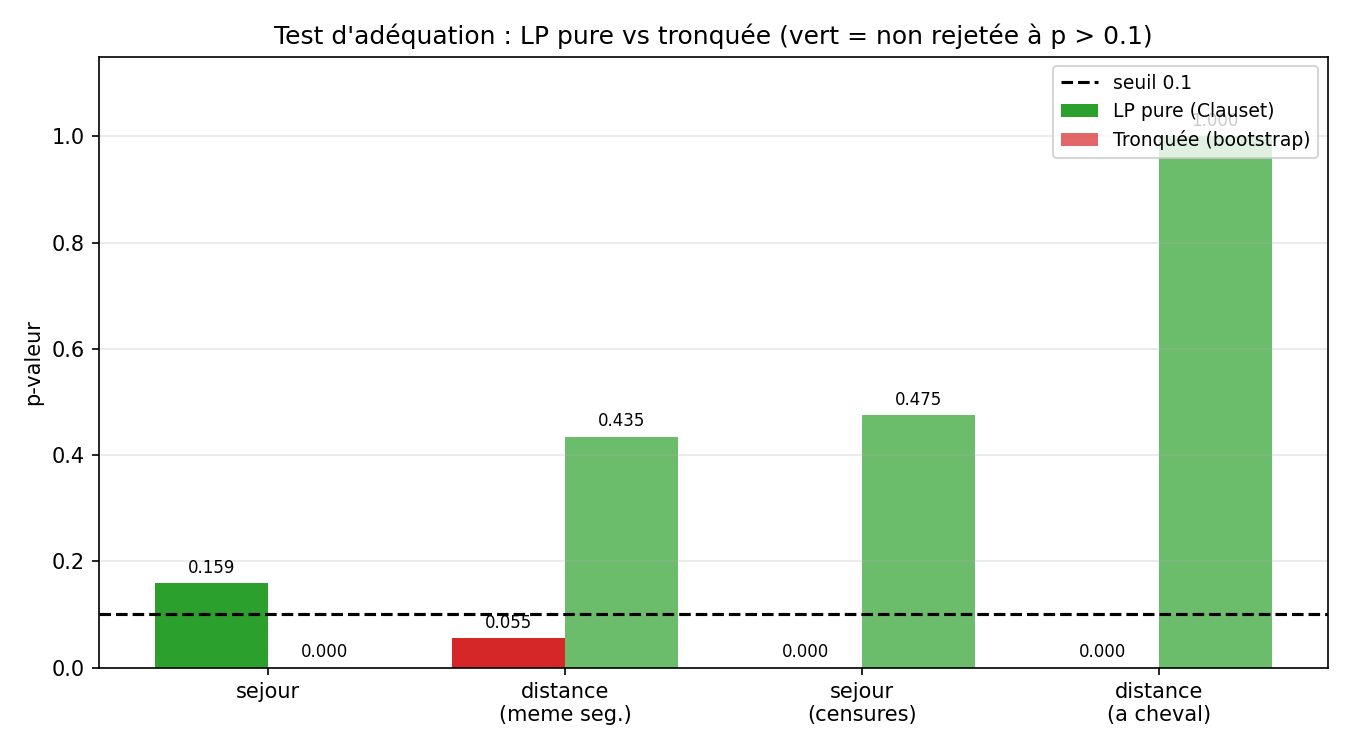 Test d'adéquation : LP pure vs tronquée (vert = non rejetée à p > 0.1)
seuil 0.1
LP pure (Clauset)
Tronquée (bootstrap)
1.000
p-valeur
1.0
0.8
0.6
0.4
0.2
0.0
0.159
0.000
0.055
0.435
0.000
0.475
0.000
sejour
distance
(meme seg.)
sejour
(censures)
distance
(a cheval)